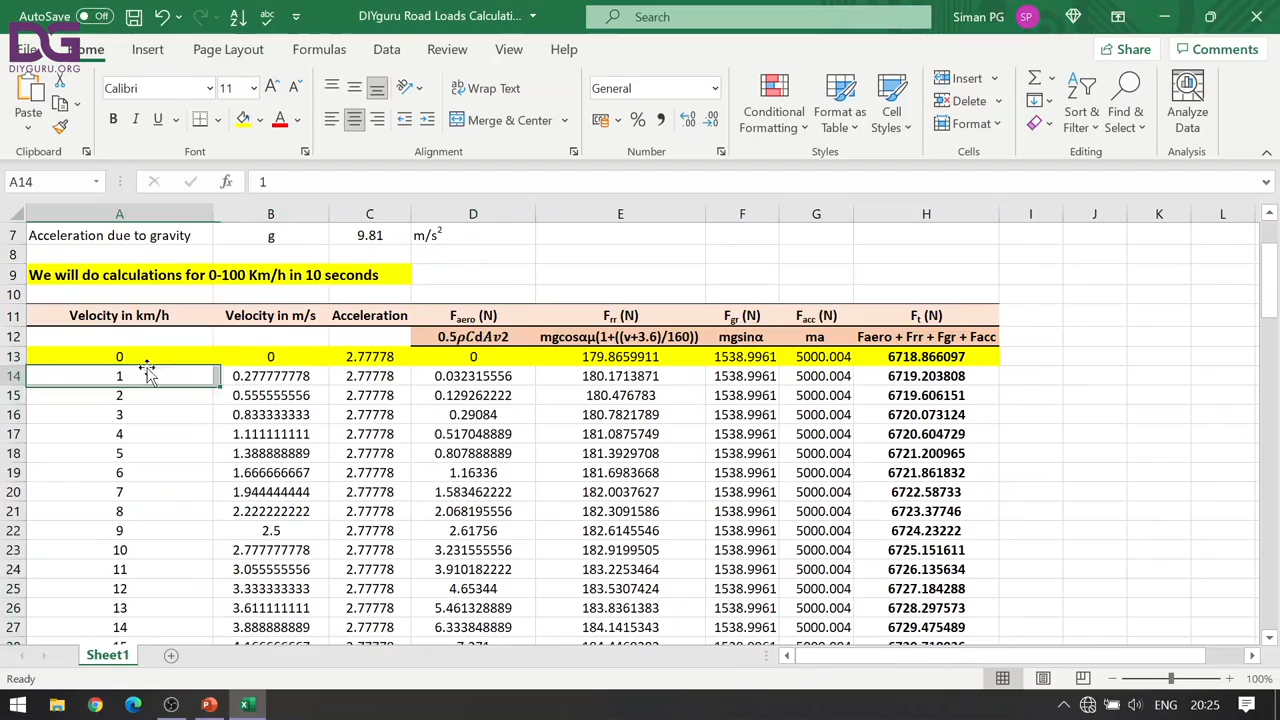 AutoSave Off DIYguru Road Loads Calculati... Search Siman PG SP
DG
DIYGURU.ORG
Home Insert Page Layout Formulas Data Review View Help Share Comments
Calibri 11 Wrap Text General Insert
Paste B I U A Merge & Center % , Conditional Formatting Format as Table Cell Styles Delete Sort & Filter Find & Select Analyze Data
Format
Clipboard Font Alignment Number Styles Cells Editing Analysis
A14 fx 1
A B C D E F G H I J K L
7 Acceleration due to gravity g 9.81 m/s²
8
9 We will do calculations for 0-100 Km/h in 10 seconds
10
11 Velocity in km/h Velocity in m/s Acceleration Faero (N) Frr (N) Fgr (N) Facc (N) Ft (N)
12 0.5ρCdAv2 mgcosαμ(1+((v+3.6)/160)) mgsinα ma Faero + Frr + Fgr + Facc
13 0 0 2.77778 0 179.8659911 1538.9961 5000.004 6718.866097
14 1 0.277777778 2.77778 0.032315556 180.1713871 1538.9961 5000.004 6719.203808
15 2 0.555555556 2.77778 0.129262222 180.476783 1538.9961 5000.004 6719.606151
16 3 0.833333333 2.77778 0.29084 180.7821789 1538.9961 5000.004 6720.073124
17 4 1.111111111 2.77778 0.517048889 181.0875749 1538.9961 5000.004 6720.604729
18 5 1.388888889 2.77778 0.807888889 181.3929708 1538.9961 5000.004 6721.200965
19 6 1.666666667 2.77778 1.16336 181.6983668 1538.9961 5000.004 6721.861832
20 7 1.944444444 2.77778 1.583462222 182.0037627 1538.9961 5000.004 6722.58733
21 8 2.222222222 2.77778 2.068195556 182.3091586 1538.9961 5000.004 6723.37746
22 9 2.5 2.77778 2.61756 182.6145546 1538.9961 5000.004 6724.23222
23 10 2.777777778 2.77778 3.231555556 182.9199505 1538.9961 5000.004 6725.151611
24 11 3.055555556 2.77778 3.910182222 183.2253464 1538.9961 5000.004 6726.135634
25 12 3.333333333 2.77778 4.65344 183.5307424 1538.9961 5000.004 6727.184288
26 13 3.611111111 2.77778 5.461328889 183.8361383 1538.9961 5000.004 6728.297573
27 14 3.888888889 2.77778 6.333848889 184.1415343 1538.9961 5000.004 6729.475489
Sheet1
Ready 100%
ENG 20:25